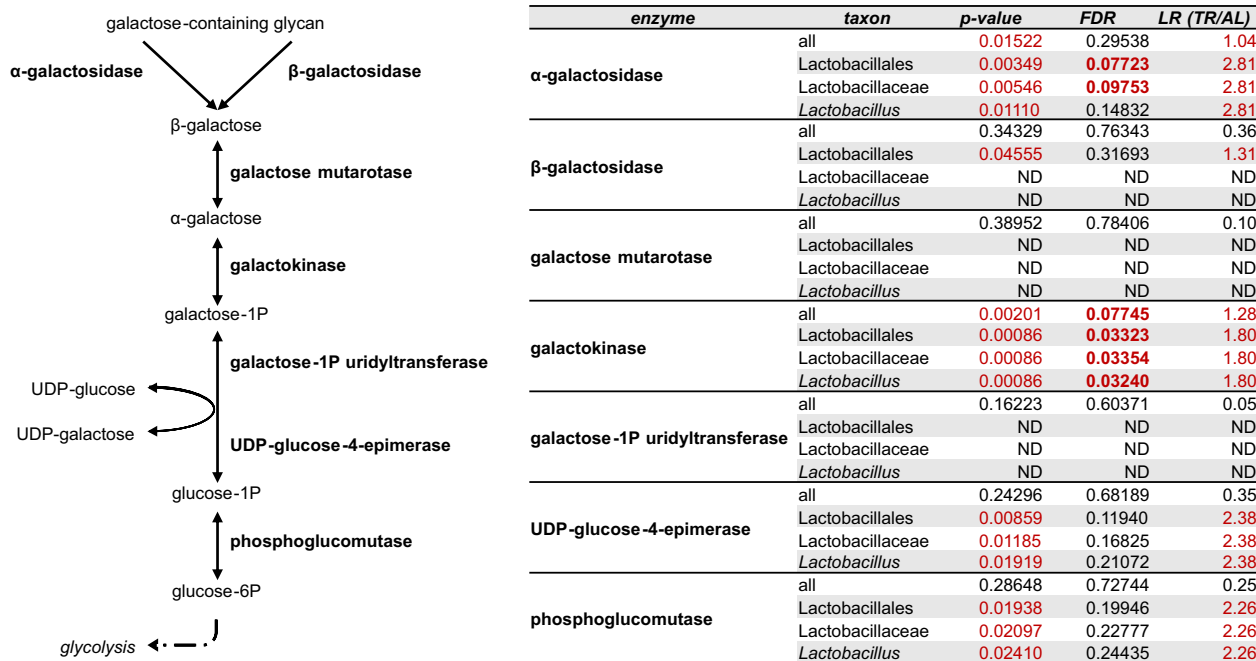 galactose-containing glycan
α-galactosidase
β-galactosidase
β-galactose
galactose mutarotase
α-galactose
galactokinase
galactose-1P
galactose-1P uridyltransferase
UDP-glucose
UDP-galactose
UDP-glucose-4-epimerase
glucose-1P
phosphoglucomutase
glucose-6P
glycolysis
enzyme taxon p-value FDR LR (TR/AL)
α-galactosidase
all 0.01522 0.29538 1.04
Lactobacillales 0.00349 0.07723 2.81
Lactobacillaceae 0.00546 0.09753 2.81
Lactobacillus 0.01110 0.14832 2.81
β-galactosidase
all 0.34329 0.76343 0.36
Lactobacillales 0.04555 0.31693 1.31
Lactobacillaceae ND ND ND
Lactobacillus ND ND ND
galactose mutarotase
all 0.38952 0.78406 0.10
Lactobacillales ND ND ND
Lactobacillaceae ND ND ND
Lactobacillus ND ND ND
galactokinase
all 0.00201 0.07745 1.28
Lactobacillales 0.00086 0.03323 1.80
Lactobacillaceae 0.00086 0.03354 1.80
Lactobacillus 0.00086 0.03240 1.80
galactose-1P uridyltransferase
all 0.16223 0.60371 0.05
Lactobacillales ND ND ND
Lactobacillaceae ND ND ND
Lactobacillus ND ND ND
UDP-glucose-4-epimerase
all 0.24296 0.68189 0.35
Lactobacillales 0.00859 0.11940 2.38
Lactobacillaceae 0.01185 0.16825 2.38
Lactobacillus 0.01919 0.21072 2.38
phosphoglucomutase
all 0.28648 0.72744 0.25
Lactobacillales 0.01938 0.19946 2.26
Lactobacillaceae 0.02097 0.22777 2.26
Lactobacillus 0.02410 0.24435 2.26